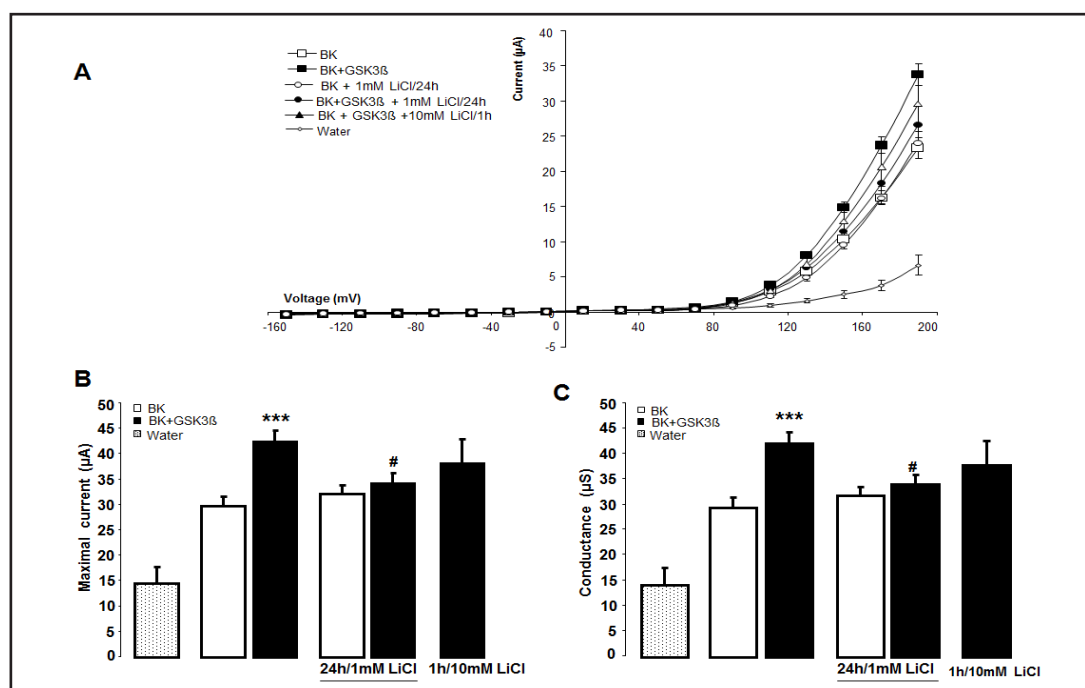 A
BK
BK+GSK3ß
BK + 1mM LiCl/24h
BK+GSK3ß + 1mM LiCl/24h
BK + GSK3ß +10mM LiCl/1h
Water
Current (µA)
40
35
30
25
20
15
10
5
0
-5
Voltage (mV)
-160 -120 -80 -40 0 40 80 120 160 200
B
BK
BK+GSK3ß
Water
Maximal current (µA)
50
45
40
35
30
25
20
15
10
5
0
***
#
24h/1mM LiCl 1h/10mM LiCl
C
BK
BK+GSK3ß
Water
Conductance (µS)
50
45
40
35
30
25
20
15
10
5
0
***
#
24h/1mM LiCl 1h/10mM LiCl